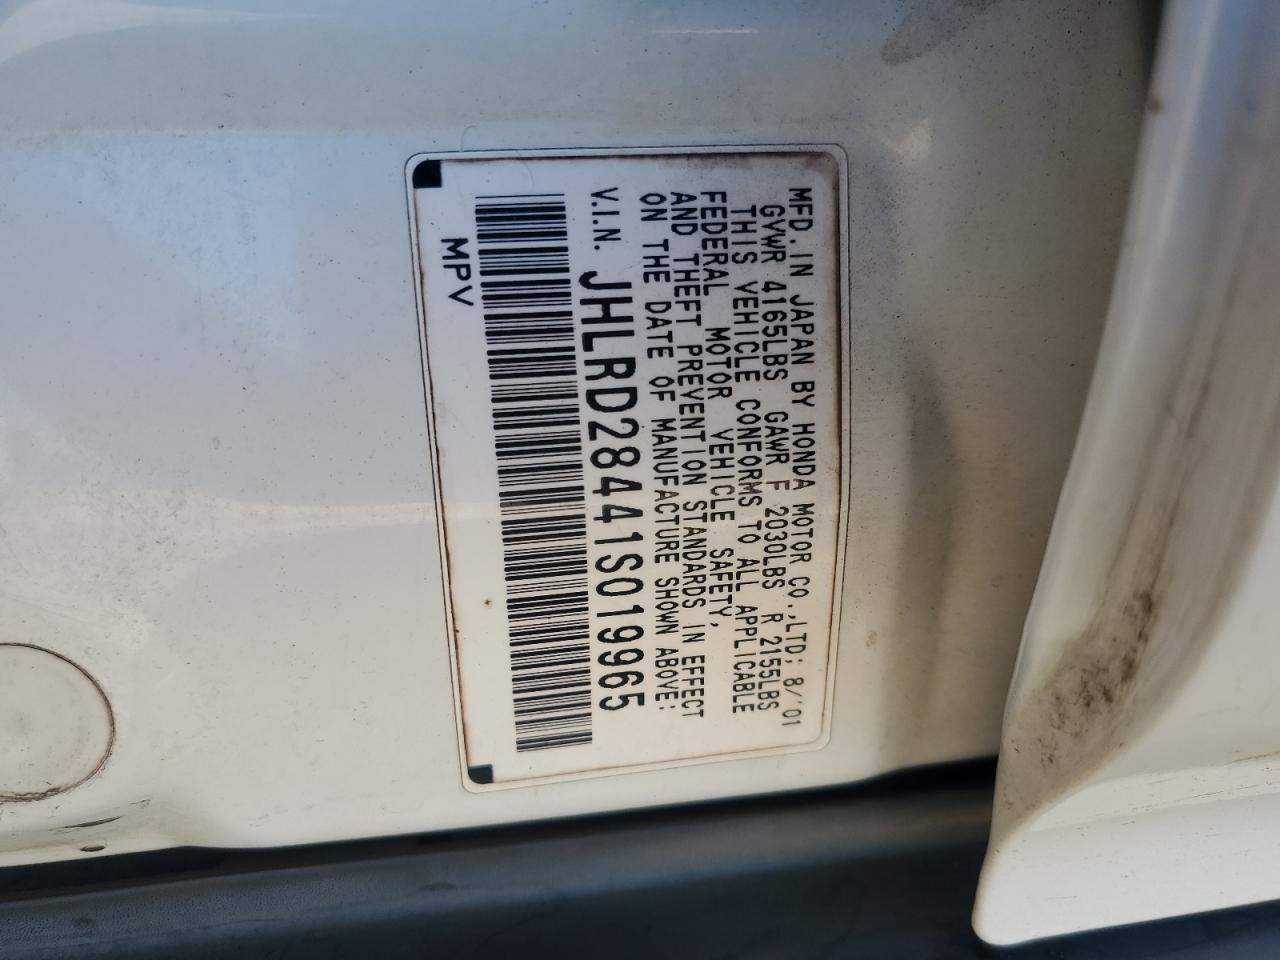 MFD. IN JAPAN BY HONDA MOTOR CO.,LTD; 8/'01
GVWR 4165LBS GAWR F 2030LBS R 2155LBS
THIS VEHICLE CONFORMS TO ALL APPLICABLE
FEDERAL MOTOR VEHICLE SAFETY,
AND THEFT PREVENTION STANDARDS IN EFFECT
ON THE DATE OF MANUFACTURE SHOWN ABOVE:
V.I.N. JHLRD28441S019965
MPV